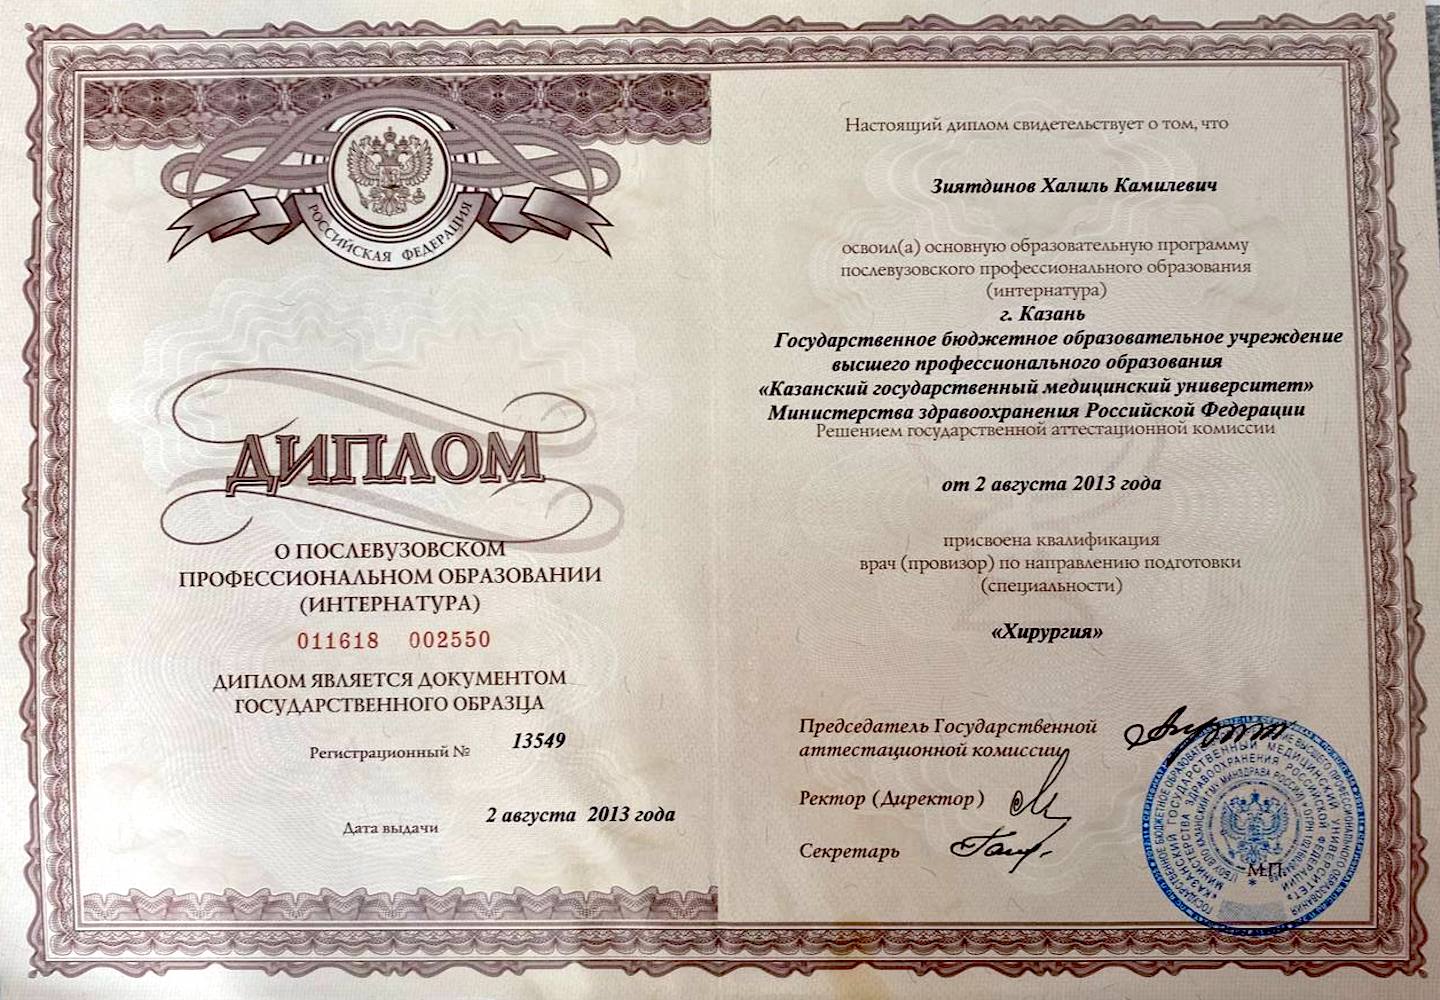 РОССИЙСКАЯ ФЕДЕРАЦИЯ
ДИПЛОМ
О ПОСЛЕВУЗОВСКОМ
ПРОФЕССИОНАЛЬНОМ ОБРАЗОВАНИИ
(ИНТЕРНАТУРА)
011618 002550
ДИПЛОМ ЯВЛЯЕТСЯ ДОКУМЕНТОМ
ГОСУДАРСТВЕННОГО ОБРАЗЦА
Регистрационный № 13549
Дата выдачи 2 августа 2013 года
Настоящий диплом свидетельствует о том, что
Зиятдинов Халиль Камилевич
освоил(а) основную образовательную программу
послевузовского профессионального образования
(интернатура)
г. Казань
Государственное бюджетное образовательное учреждение
высшего профессионального образования
«Казанский государственный медицинский университет»
Министерства здравоохранения Российской Федерации
Решением государственной аттестационной комиссии
от 2 августа 2013 года
присвоена квалификация
врач (провизор) по направлению подготовки
(специальности)
«Хирургия»
Председатель Государственной
аттестационной комиссии
Ректор (Директор)
Секретарь
М.П.